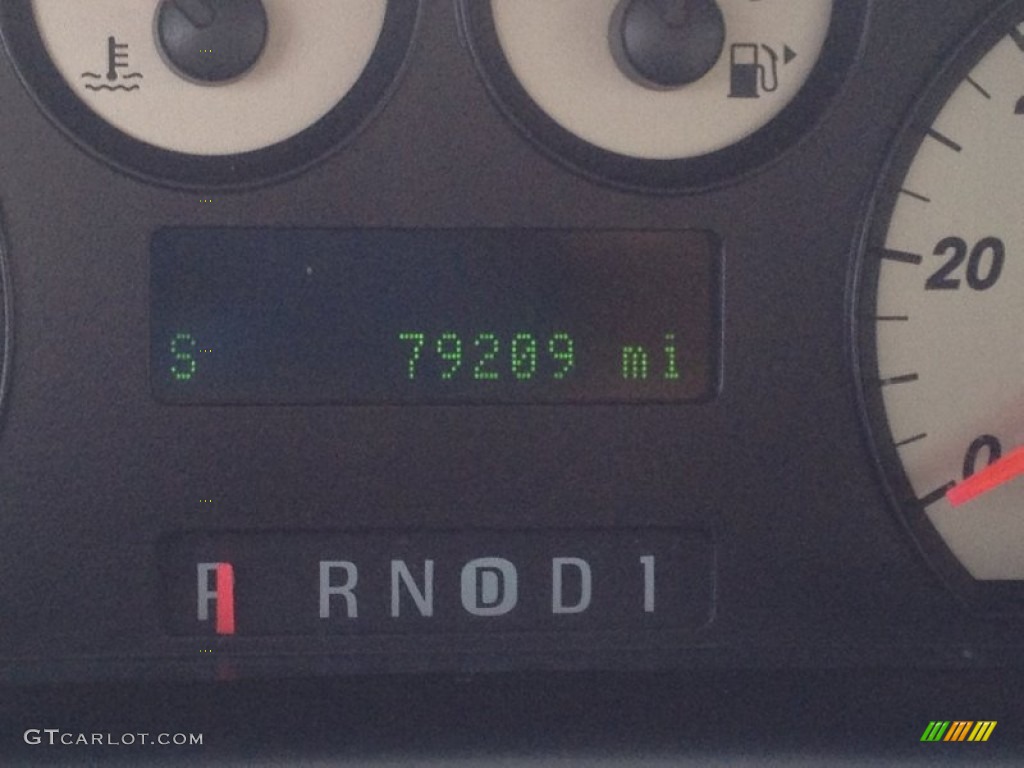 20
S 79209 mi
0
P R N D D 1
GTCARLOT.COM